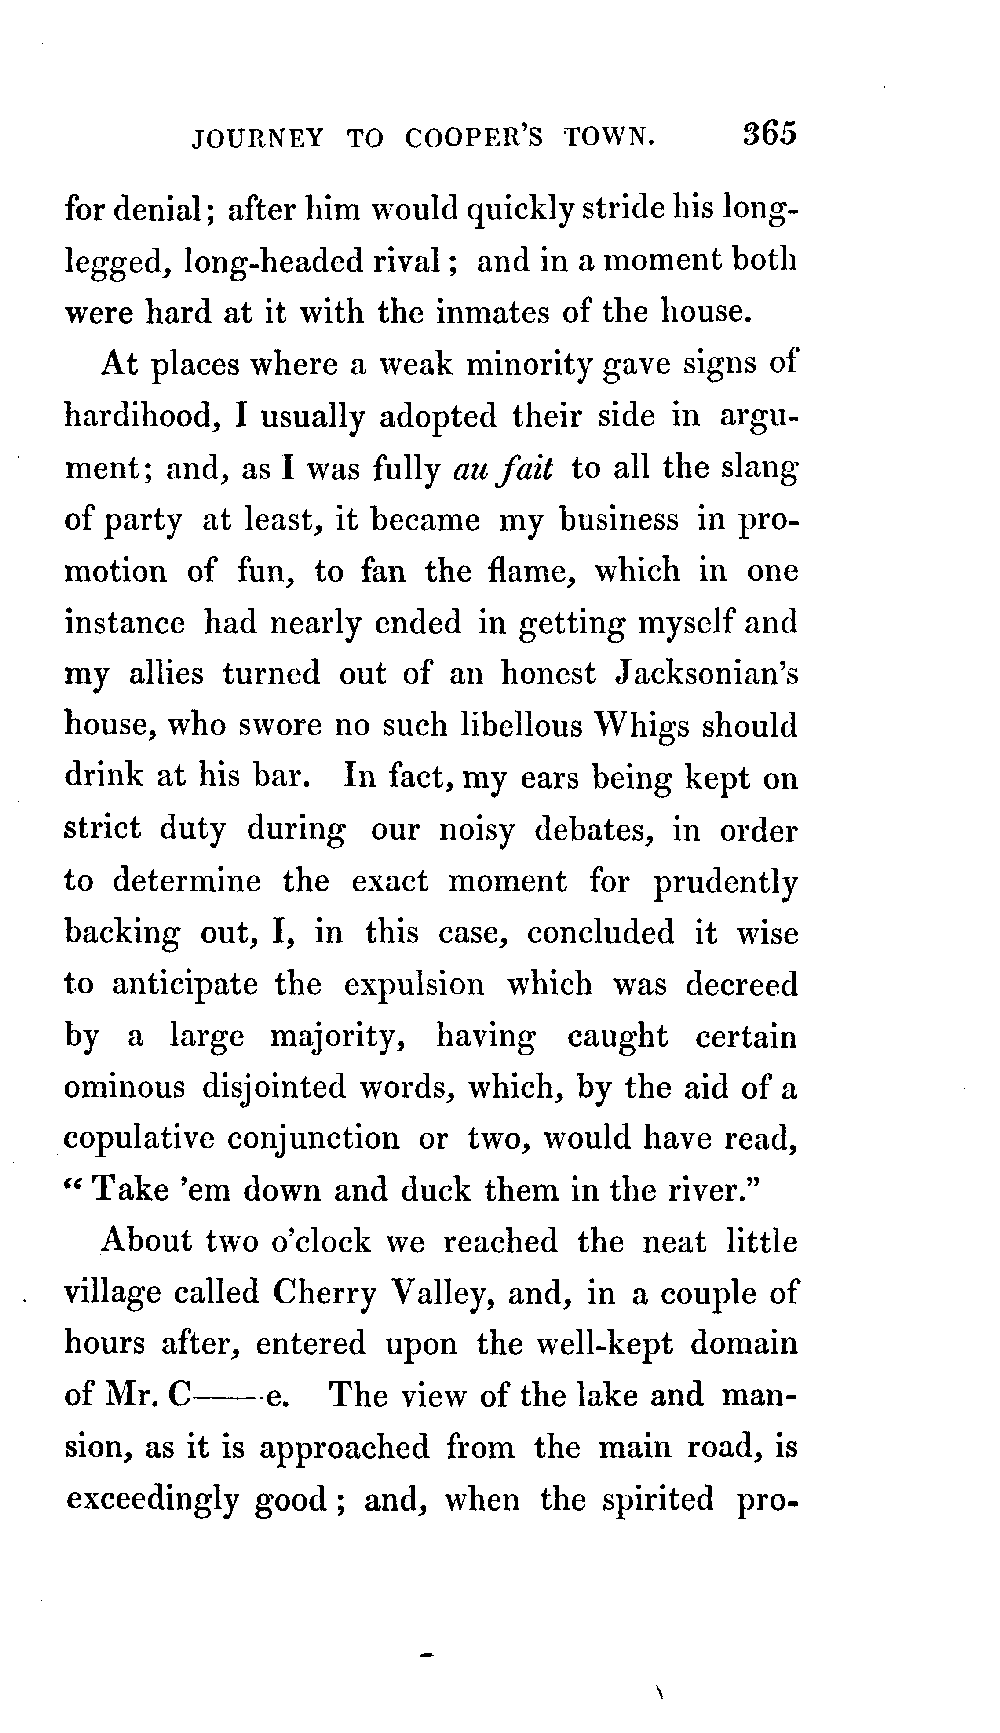 JOURNEY TO COOPER'S TOWN. 365
for denial; after him would quickly stride his long-
legged, long-headed rival; and in a moment both
were hard at it with the inmates of the house.
At places where a weak minority gave signs of
hardihood, I usually adopted their side in argu-
ment; and, as I was fully au fait to all the slang
of party at least, it became my business in pro-
motion of fun, to fan the flame, which in one
instance had nearly ended in getting myself and
my allies turned out of an honest Jacksonian's
house, who swore no such libellous Whigs should
drink at his bar. In fact, my ears being kept on
strict duty during our noisy debates, in order
to determine the exact moment for prudently
backing out, I, in this case, concluded it wise
to anticipate the expulsion which was decreed
by a large majority, having caught certain
ominous disjointed words, which, by the aid of a
copulative conjunction or two, would have read,
"Take 'em down and duck them in the river."
About two o'clock we reached the neat little
village called Cherry Valley, and, in a couple of
hours after, entered upon the well-kept domain
of Mr. C——e. The view of the lake and man-
sion, as it is approached from the main road, is
exceedingly good; and, when the spirited pro-